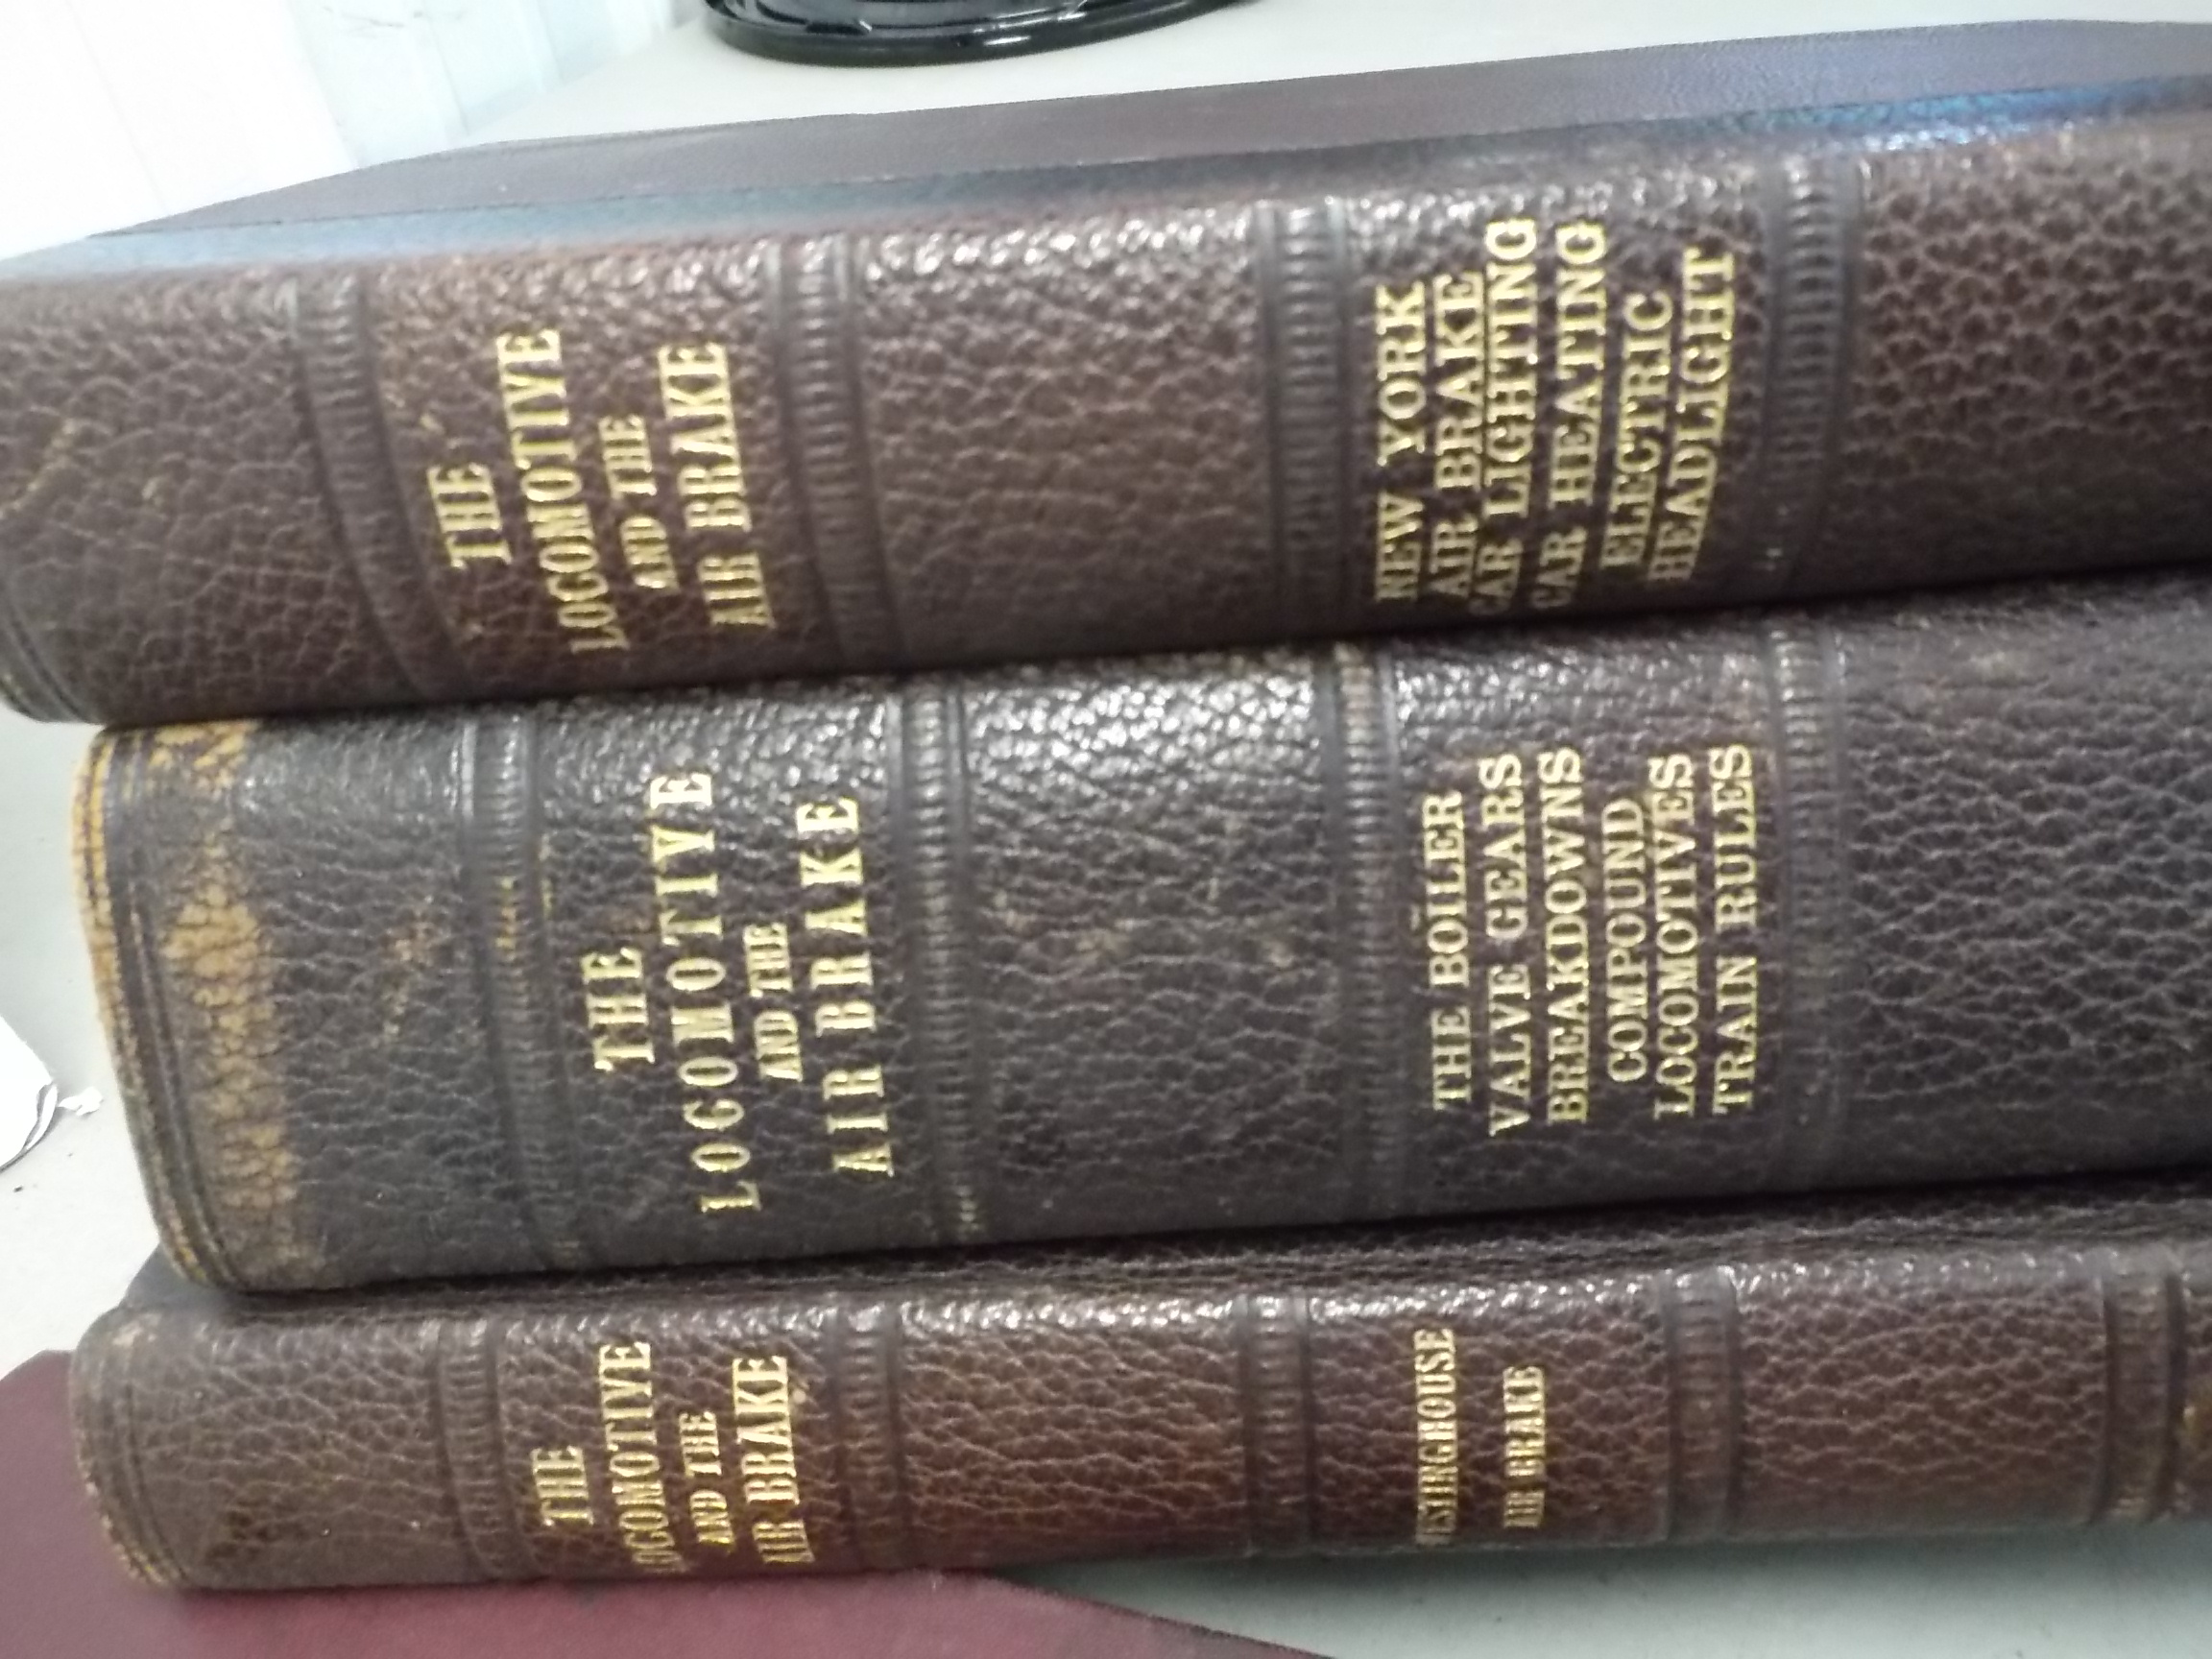 THE
LOCOMOTIVE
AND THE
AIR BRAKE
NEW YORK
AIR BRAKE
CAR LIGHTING
CAR HEATING
ELECTRIC
HEADLIGHT
THE
LOCOMOTIVE
AND THE
AIR BRAKE
THE BOILER
VALVE GEARS
BREAKDOWNS
COMPOUND
LOCOMOTIVES
TRAIN RULES
THE
LOCOMOTIVE
AND THE
AIR BRAKE
WESTINGHOUSE
AIR BRAKE